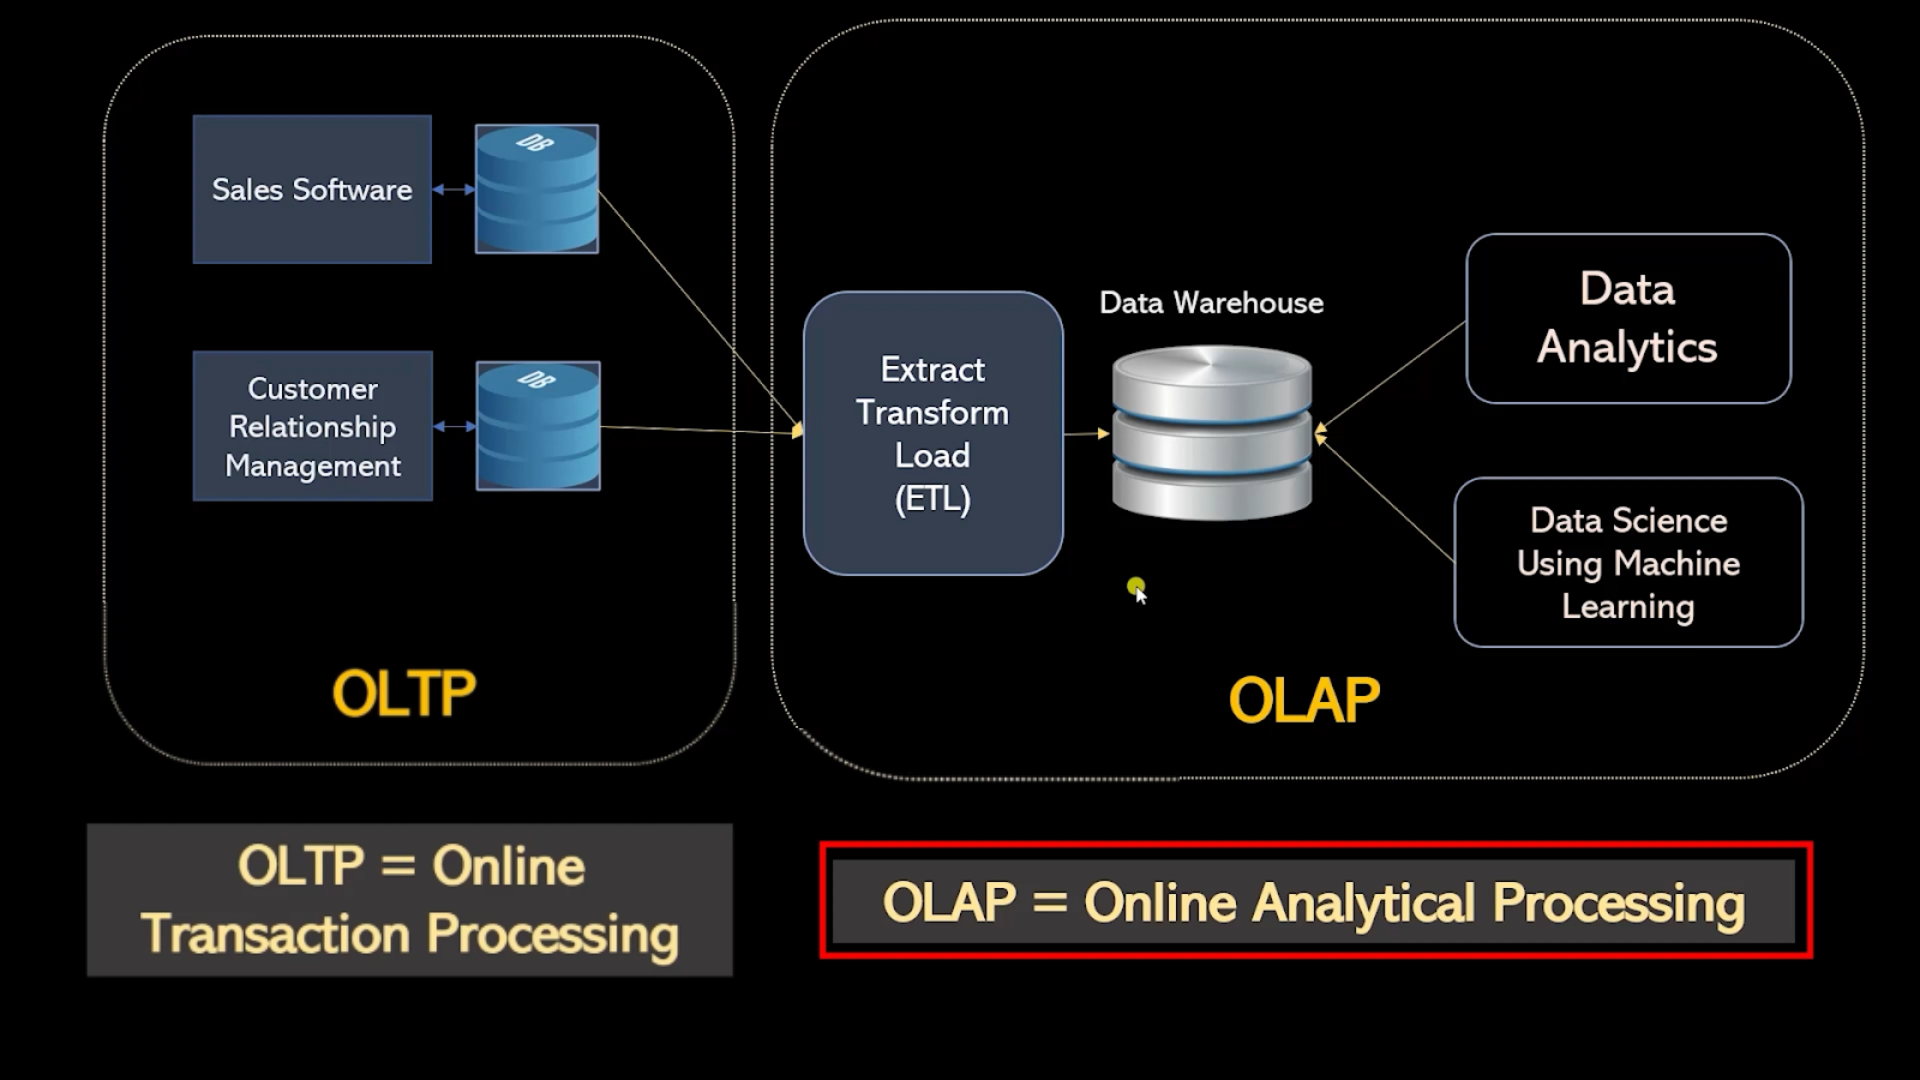 Sales Software
DB
Customer
Relationship
Management
DB
OLTP
Extract
Transform
Load
(ETL)
Data Warehouse
Data
Analytics
Data Science
Using Machine
Learning
OLAP
OLTP = Online
Transaction Processing
OLAP = Online Analytical Processing